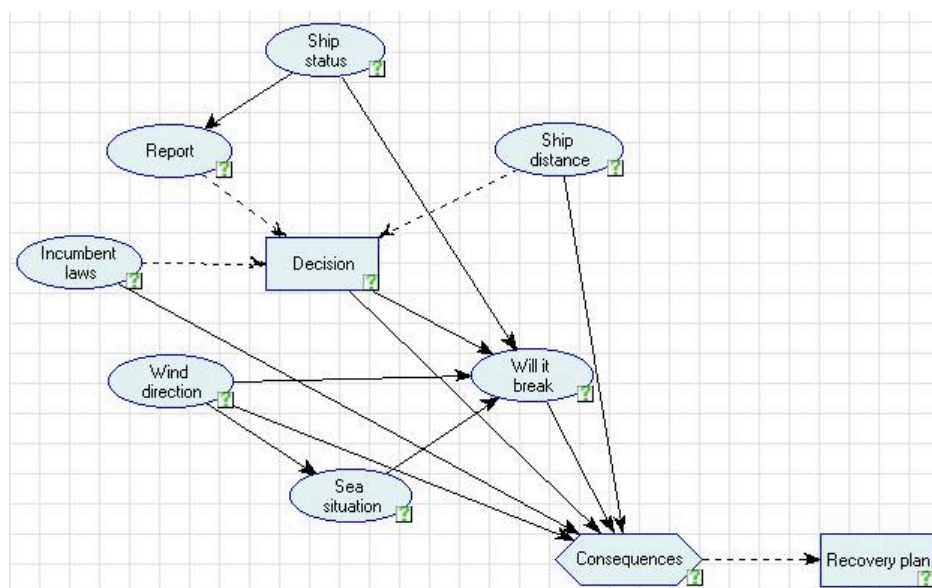 Ship
status
Report
Ship
distance
Incumbent
laws
Decision
Wind
direction
Will it
break
Sea
situation
Consequences
Recovery plan
?
?
?
?
?
?
?
?
?
?